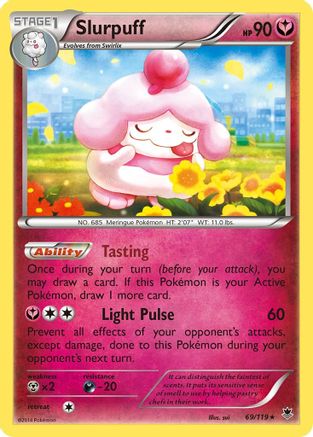 STAGE1
Slurpuff
HP90
Evolves from Swirlix
NO. 685 Meringue Pokémon HT: 2'07" WT: 11.0 lbs.
Ability Tasting
Once during your turn (before your attack), you
may draw a card. If this Pokémon is your Active
Pokémon, draw 1 more card.
Light Pulse 60
Prevent all effects of your opponent's attacks,
except damage, done to this Pokémon during your
opponent's next turn.
weakness
resistance
×2
-20
retreat
It can distinguish the faintest of
scents. It puts its sensitive sense
of smell to use by helping pastry
chefs in their work.
©2014 Pokémon
Illus. sui
69/119★